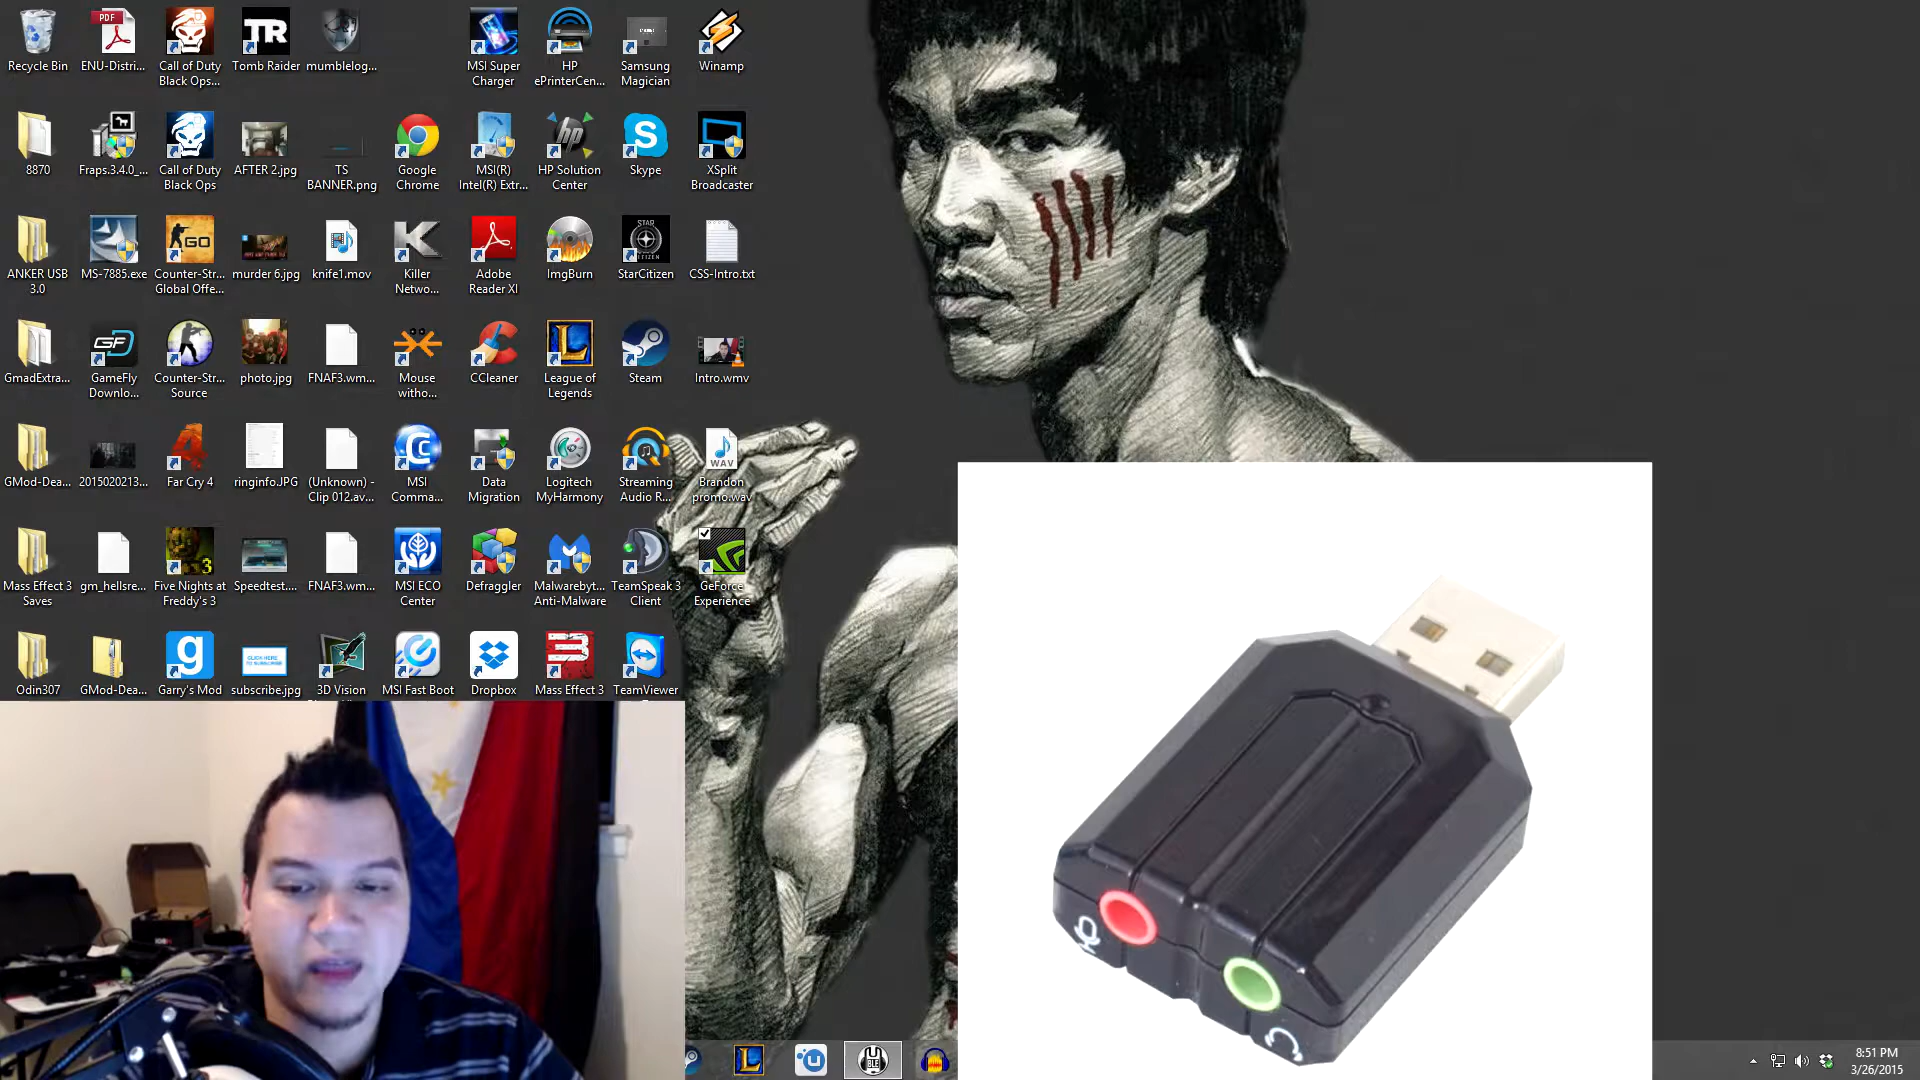 Recycle Bin
ENU-Distri...
Call of Duty
Black Ops...
Tomb Raider
mumblelog...
MSI Super
Charger
HP
ePrinterCen...
Samsung
Magician
Winamp
8870
Fraps.3.4.0_...
Call of Duty
Black Ops
AFTER 2.jpg
TS
BANNER.png
Google
Chrome
MSI(R)
Intel(R) Extr...
HP Solution
Center
Skype
XSplit
Broadcaster
ANKER USB
3.0
MS-7885.exe
Counter-Str...
Global Offe...
murder 6.jpg
knife1.mov
Killer
Netwo...
Adobe
Reader XI
ImgBurn
StarCitizen
CSS-Intro.txt
GmadExtra...
GameFly
Downlo...
Counter-Str...
Source
photo.jpg
FNAF3.wm...
Mouse
witho...
CCleaner
League of
Legends
Steam
Intro.wmv
GMod-Dea...
2015020213...
Far Cry 4
ringinfo.JPG
(Unknown) -
Clip 012.av...
MSI
Comma...
Data
Migration
Logitech
MyHarmony
Streaming
Audio R...
Brandon
promo.wav
Mass Effect 3
Saves
gm_hellsre...
Five Nights at
Freddy's 3
Speedtest....
FNAF3.wm...
MSI ECO
Center
Defraggler
Malwarebyt...
Anti-Malware
TeamSpeak 3
Client
GeForce
Experience
Odin307
GMod-Dea...
Garry's Mod
subscribe.jpg
3D Vision
MSI Fast Boot
Dropbox
Mass Effect 3
TeamViewer
8:51 PM
3/26/2015